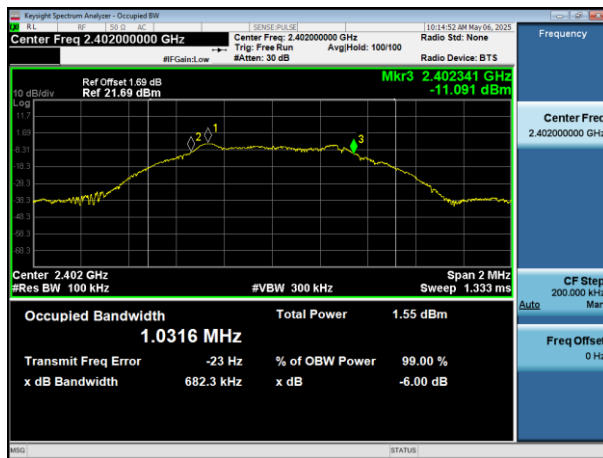 Keysight Spectrum Analyzer - Occupied BW
RL RF 50 Ω AC SENSE:PULSE 10:14:52 AM May 06, 2025
Center Freq 2.402000000 GHz
Center Freq: 2.402000000 GHz Radio Std: None
Trig: Free Run Avg|Hold: 100/100
#IFGain:Low #Atten: 30 dB Radio Device: BTS
Frequency
Mkr3 2.402341 GHz
-11.091 dBm
Ref Offset 1.69 dB
10 dB/div Ref 21.69 dBm
Log
11.7
1.69
-8.31
-18.3
-28.3
-38.3
-48.3
-58.3
-68.3
2
1
3
Center 2.402 GHz Span 2 MHz
#Res BW 100 kHz #VBW 300 kHz Sweep 1.333 ms
Occupied Bandwidth Total Power 1.55 dBm
1.0316 MHz
Transmit Freq Error -23 Hz % of OBW Power 99.00 %
x dB Bandwidth 682.3 kHz x dB -6.00 dB
Center Freq
2.402000000 GHz
CF Step
200.000 kHz
Auto Man
Freq Offset
0 Hz
MSG STATUS